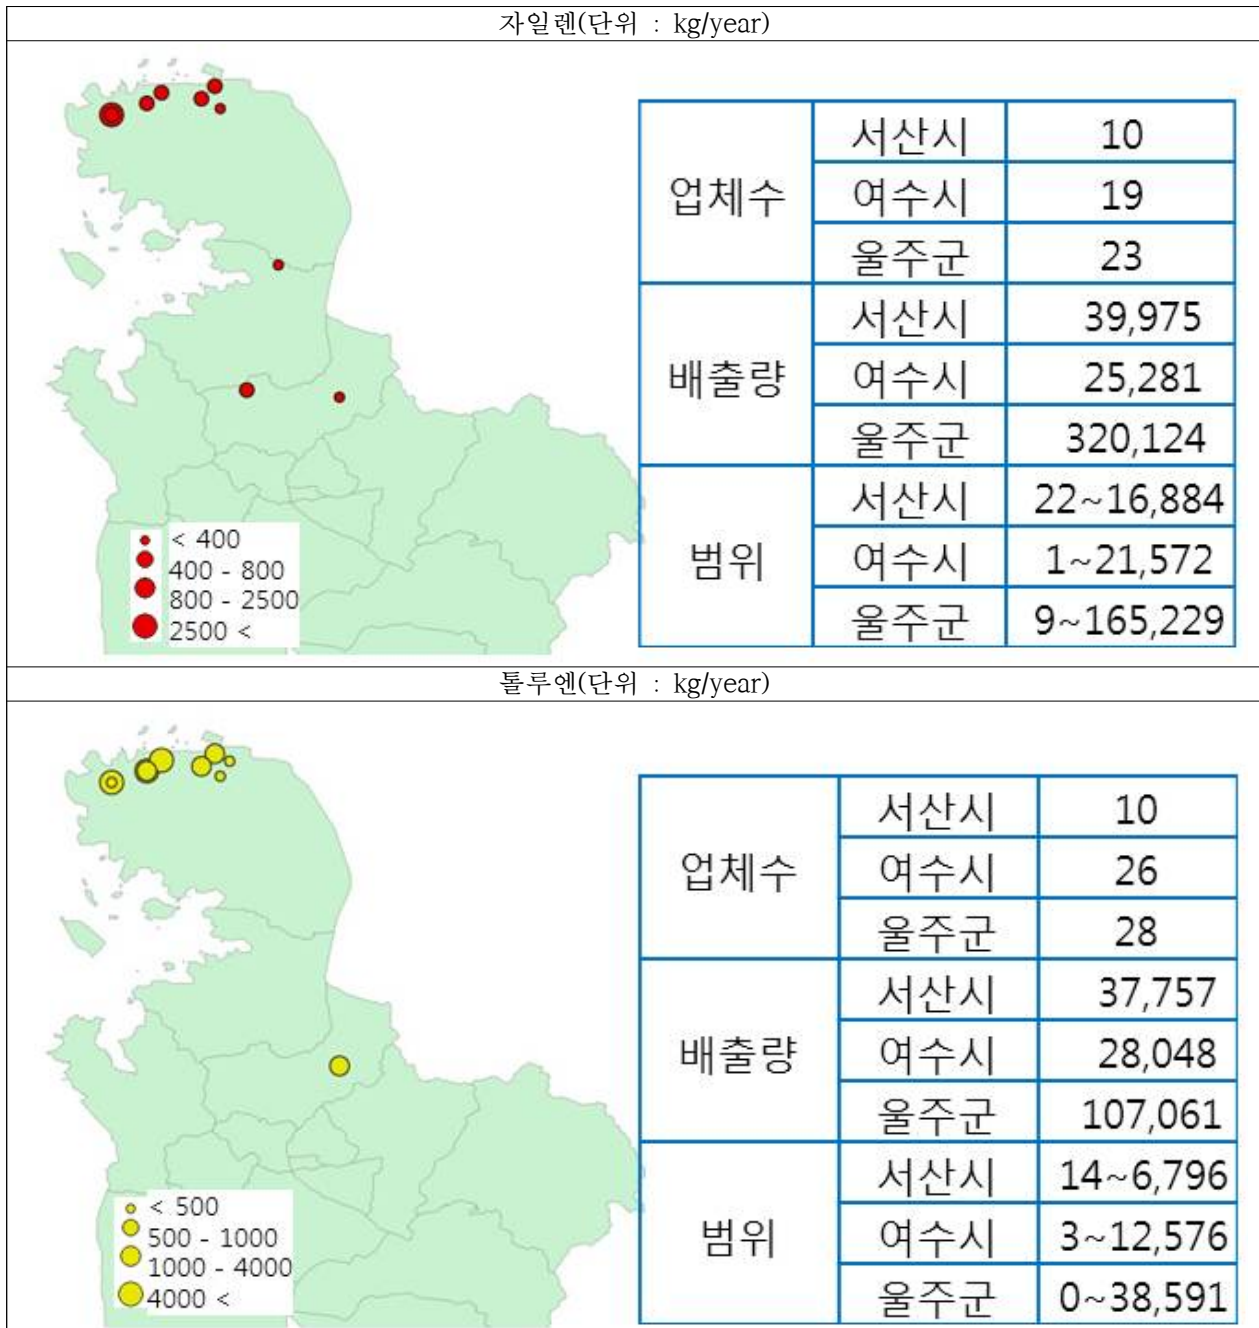 자일렌(단위 : kg/year)
< 400
400 - 800
800 - 2500
2500 <
업체수 서산시 10
여수시 19
울주군 23
배출량 서산시 39,975
여수시 25,281
울주군 320,124
범위 서산시 22~16,884
여수시 1~21,572
울주군 9~165,229
톨루엔(단위 : kg/year)
< 500
500 - 1000
1000 - 4000
4000 <
업체수 서산시 10
여수시 26
울주군 28
배출량 서산시 37,757
여수시 28,048
울주군 107,061
범위 서산시 14~6,796
여수시 3~12,576
울주군 0~38,591